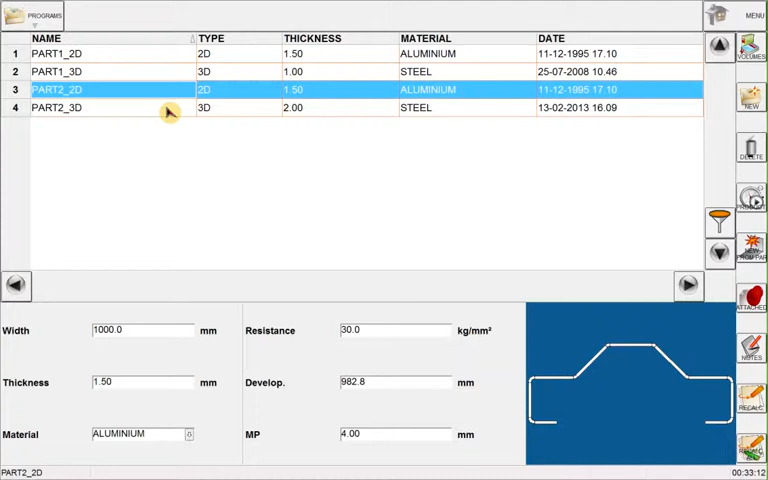 PROGRAMS
MENU
NAME TYPE THICKNESS MATERIAL DATE
1 PART1_2D 2D 1.50 ALUMINIUM 11-12-1995 17.10
2 PART1_3D 3D 1.00 STEEL 25-07-2008 10.46
3 PART2_2D 2D 1.50 ALUMINIUM 11-12-1995 17.10
4 PART2_3D 3D 2.00 STEEL 13-02-2013 16.09
VOLUMES
NEW
DELETE
NEW
PROM PAR
ATTACHED
NOTES
RECALC
Width 1000.0 mm Resistance 30.0 kg/mm²
Thickness 1.50 mm Develop. 982.8 mm
Material ALUMINIUM MP 4.00 mm
PART2_2D 00:33:12